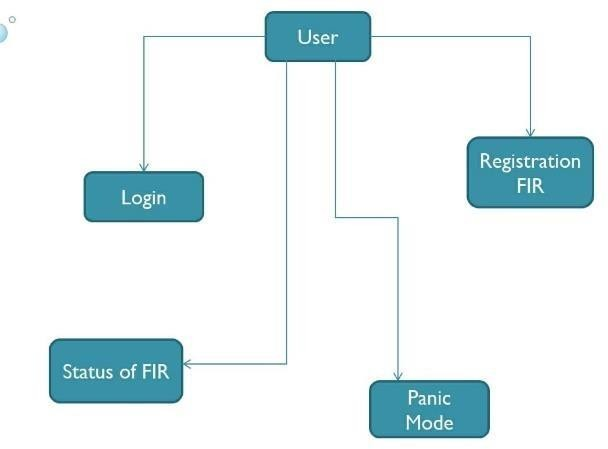 User
Registration
FIR
Login
Status of FIR
Panic
Mode